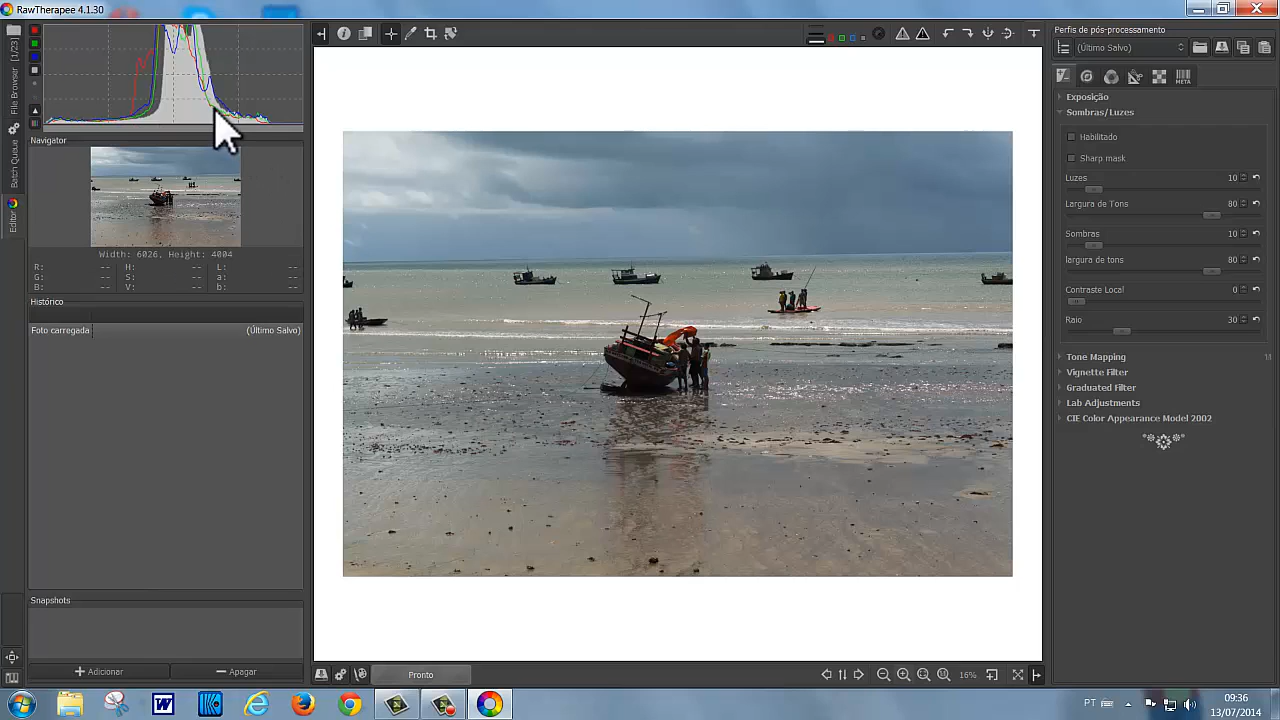 RawTherapee 4.1.30
File Browser [1/23]
Batch Queue
Editor
Navigator
Width: 6026, Height: 4004
R: -- H: -- L: --
G: -- S: -- a: --
B: -- V: -- b: --
Histórico
Foto carregada (Último Salvo)
Snapshots
Adicionar
Apagar
Pronto
16%
Perfis de pós-processamento
(Último Salvo)
META
Exposição
Sombras/Luzes
Habilitado
Sharp mask
Luzes 10
Largura de Tons 80
Sombras 10
largura de tons 80
Contraste Local 0
Raio 30
Tone Mapping
Vignette Filter
Graduated Filter
Lab Adjustments
CIE Color Appearance Model 2002
W
PT
09:36
13/07/2014